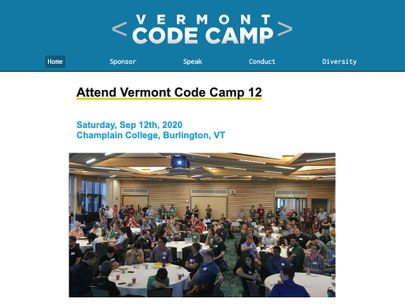 VERMONT
< CODE CAMP >
Home Sponsor Speak Conduct Diversity
Attend Vermont Code Camp 12
Saturday, Sep 12th, 2020
Champlain College, Burlington, VT